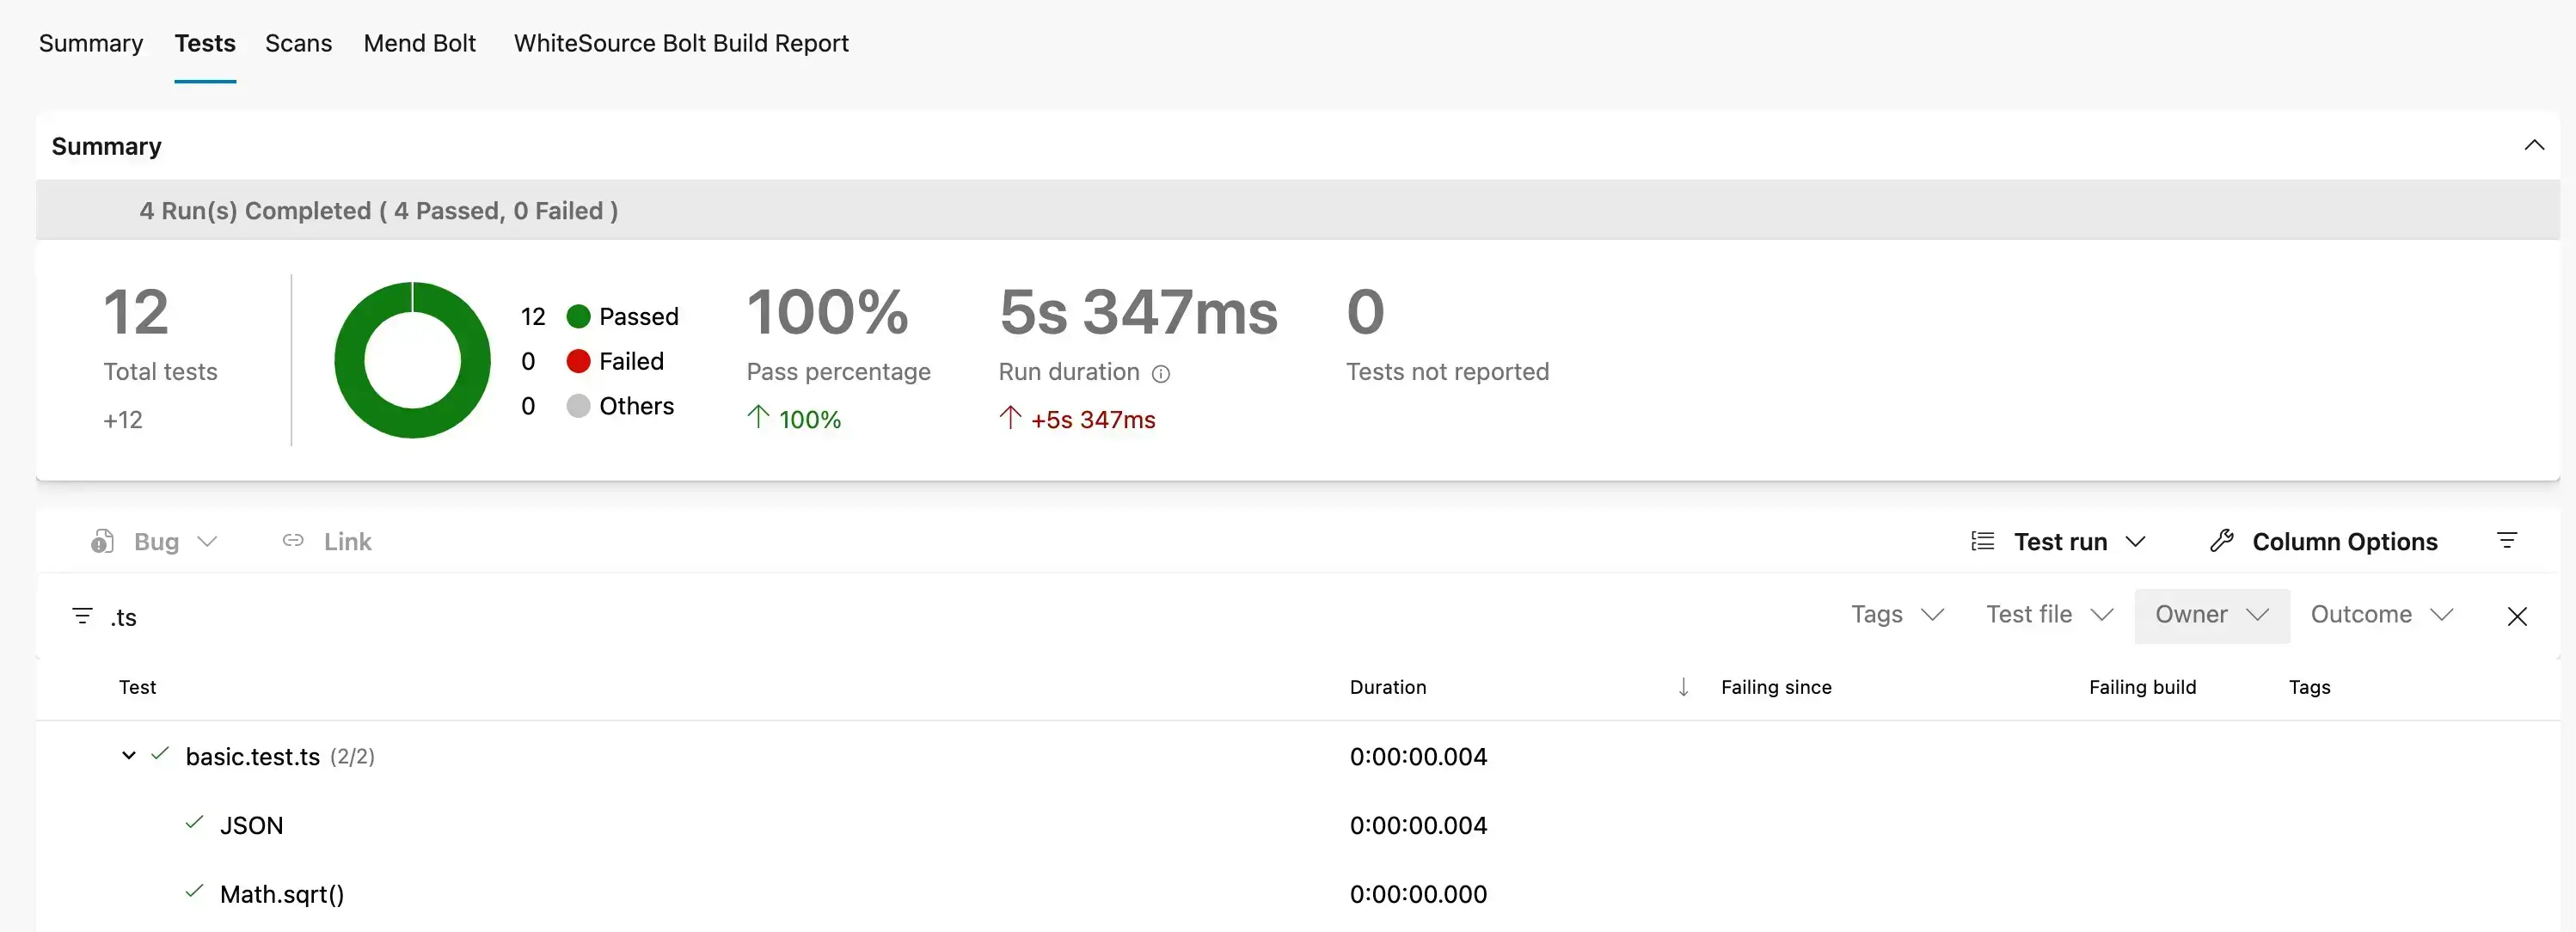 Summary Tests Scans Mend Bolt WhiteSource Bolt Build Report
Summary
4 Run(s) Completed ( 4 Passed, 0 Failed )
12
Total tests
+12
12 Passed
0 Failed
0 Others
100%
Pass percentage
100%
5s 347ms
Run duration
+5s 347ms
0
Tests not reported
Bug Link Test run Column Options
.ts Tags Test file Owner Outcome
Test Duration Failing since Failing build Tags
basic.test.ts (2/2) 0:00:00.004
JSON 0:00:00.004
Math.sqrt() 0:00:00.000